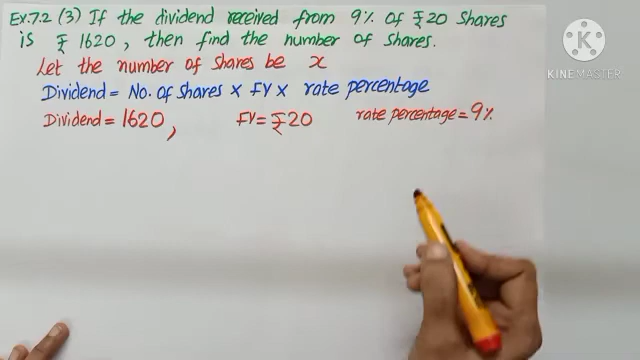 Ex.7.2 (3) If the dividend received from 9% of ₹20 Shares
is ₹ 1620, then find the number of shares.
Let the number of shares be x
Dividend = No. of shares × FV × rate percentage
Dividend = 1620, FV = ₹20 rate percentage = 9%
KINEMASTER